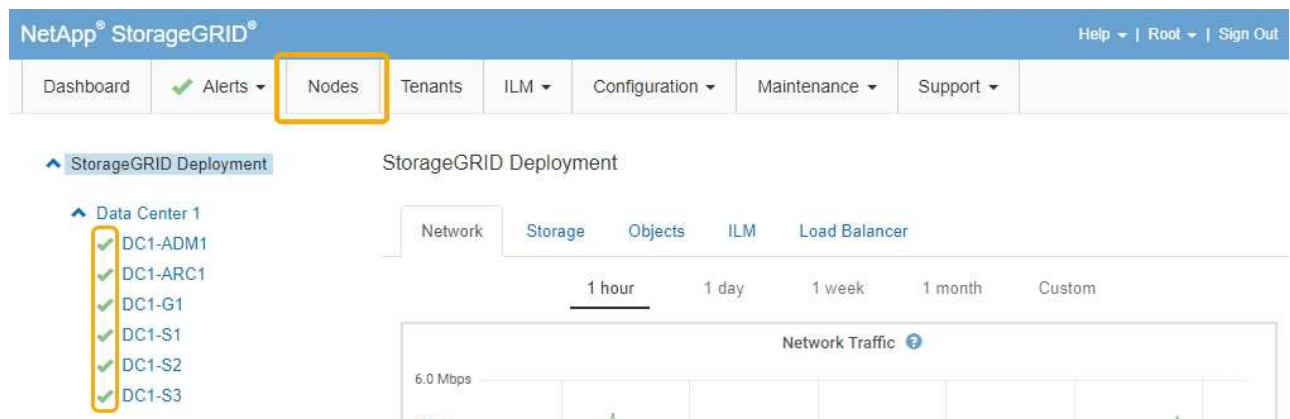 NetApp® StorageGRID®
Help | Root | Sign Out
Dashboard Alerts Nodes Tenants ILM Configuration Maintenance Support
StorageGRID Deployment
Data Center 1
DC1-ADM1
DC1-ARC1
DC1-G1
DC1-S1
DC1-S2
DC1-S3
StorageGRID Deployment
Network Storage Objects ILM Load Balancer
1 hour 1 day 1 week 1 month Custom
Network Traffic ?
6.0 Mbps